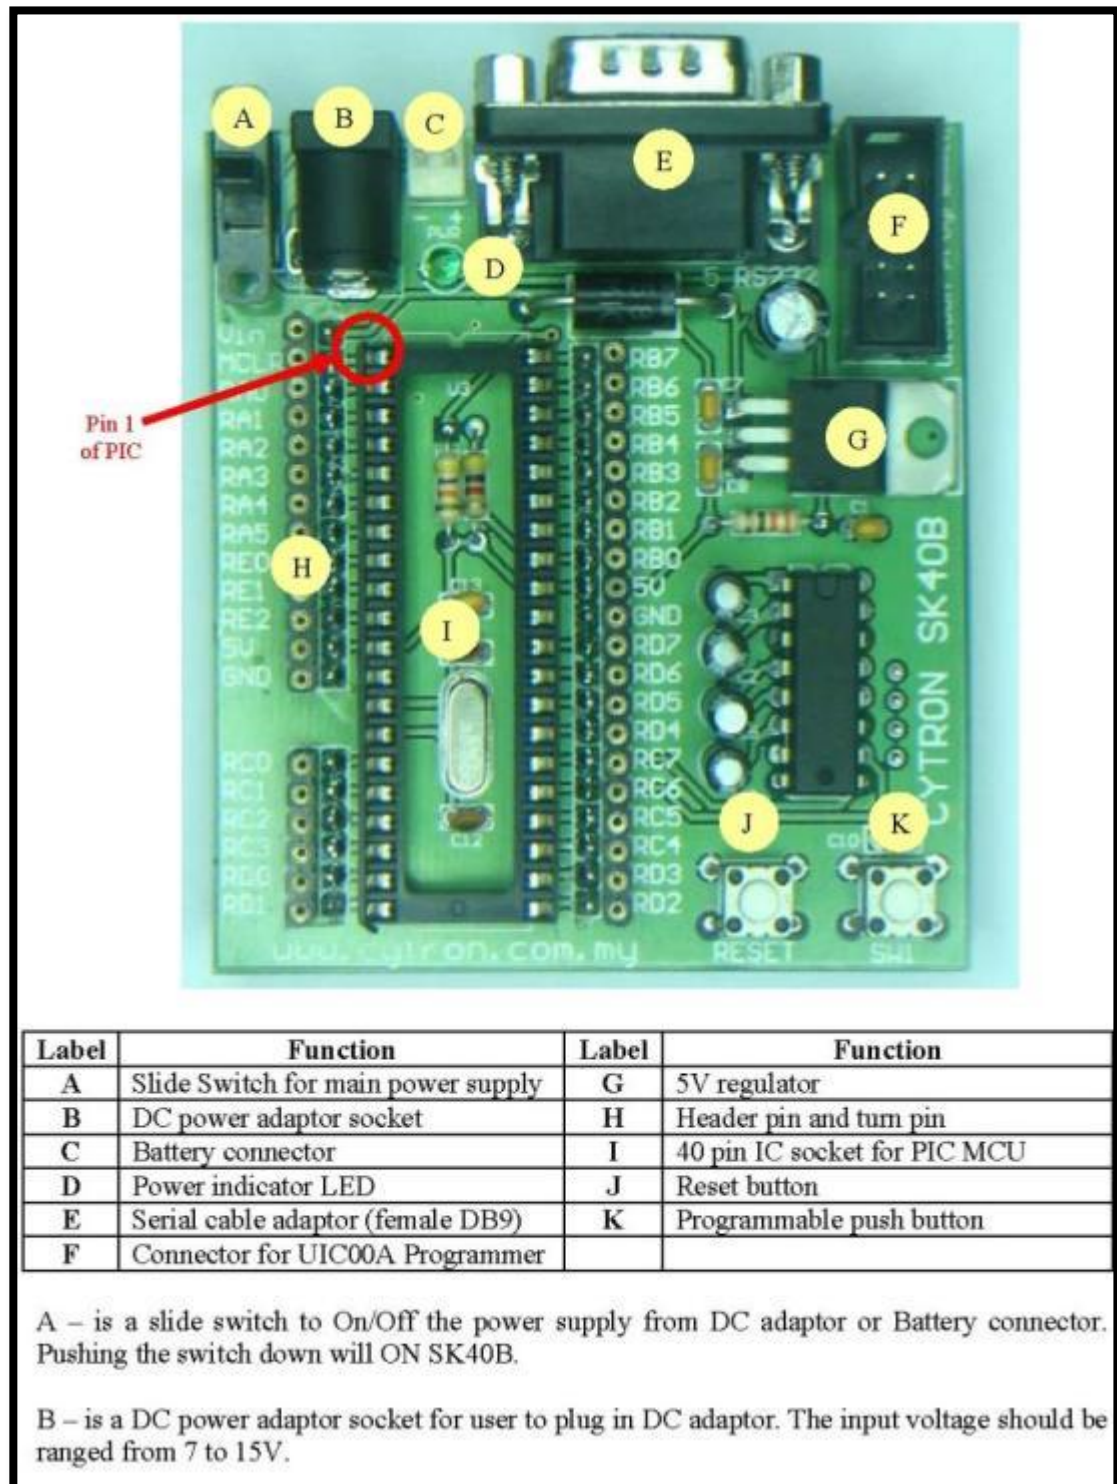 A
B
C
E
F
- +
PWR
D
RS232
Vin
MCLR
RA1
RA2
RA3
RA4
RA5
RE0
RE1
RE2
5V
GND
RC0
RC1
RC2
RC3
RD0
RD1
Pin 1
of PIC
H
I
RB7
RB6
RB5
RB4
RB3
RB2
RB1
RB0
5V
GND
RD7
RD6
RD5
RD4
RC7
RC6
RC5
RC4
RD3
RD2
G
CYTRON SK40B
C12
C10
J
K
RESET
SW1
www.cytron.com.my
Label Function Label Function
A Slide Switch for main power supply G 5V regulator
B DC power adaptor socket H Header pin and turn pin
C Battery connector I 40 pin IC socket for PIC MCU
D Power indicator LED J Reset button
E Serial cable adaptor (female DB9) K Programmable push button
F Connector for UIC00A Programmer
A – is a slide switch to On/Off the power supply from DC adaptor or Battery connector.
Pushing the switch down will ON SK40B.
B – is a DC power adaptor socket for user to plug in DC adaptor. The input voltage should be
ranged from 7 to 15V.